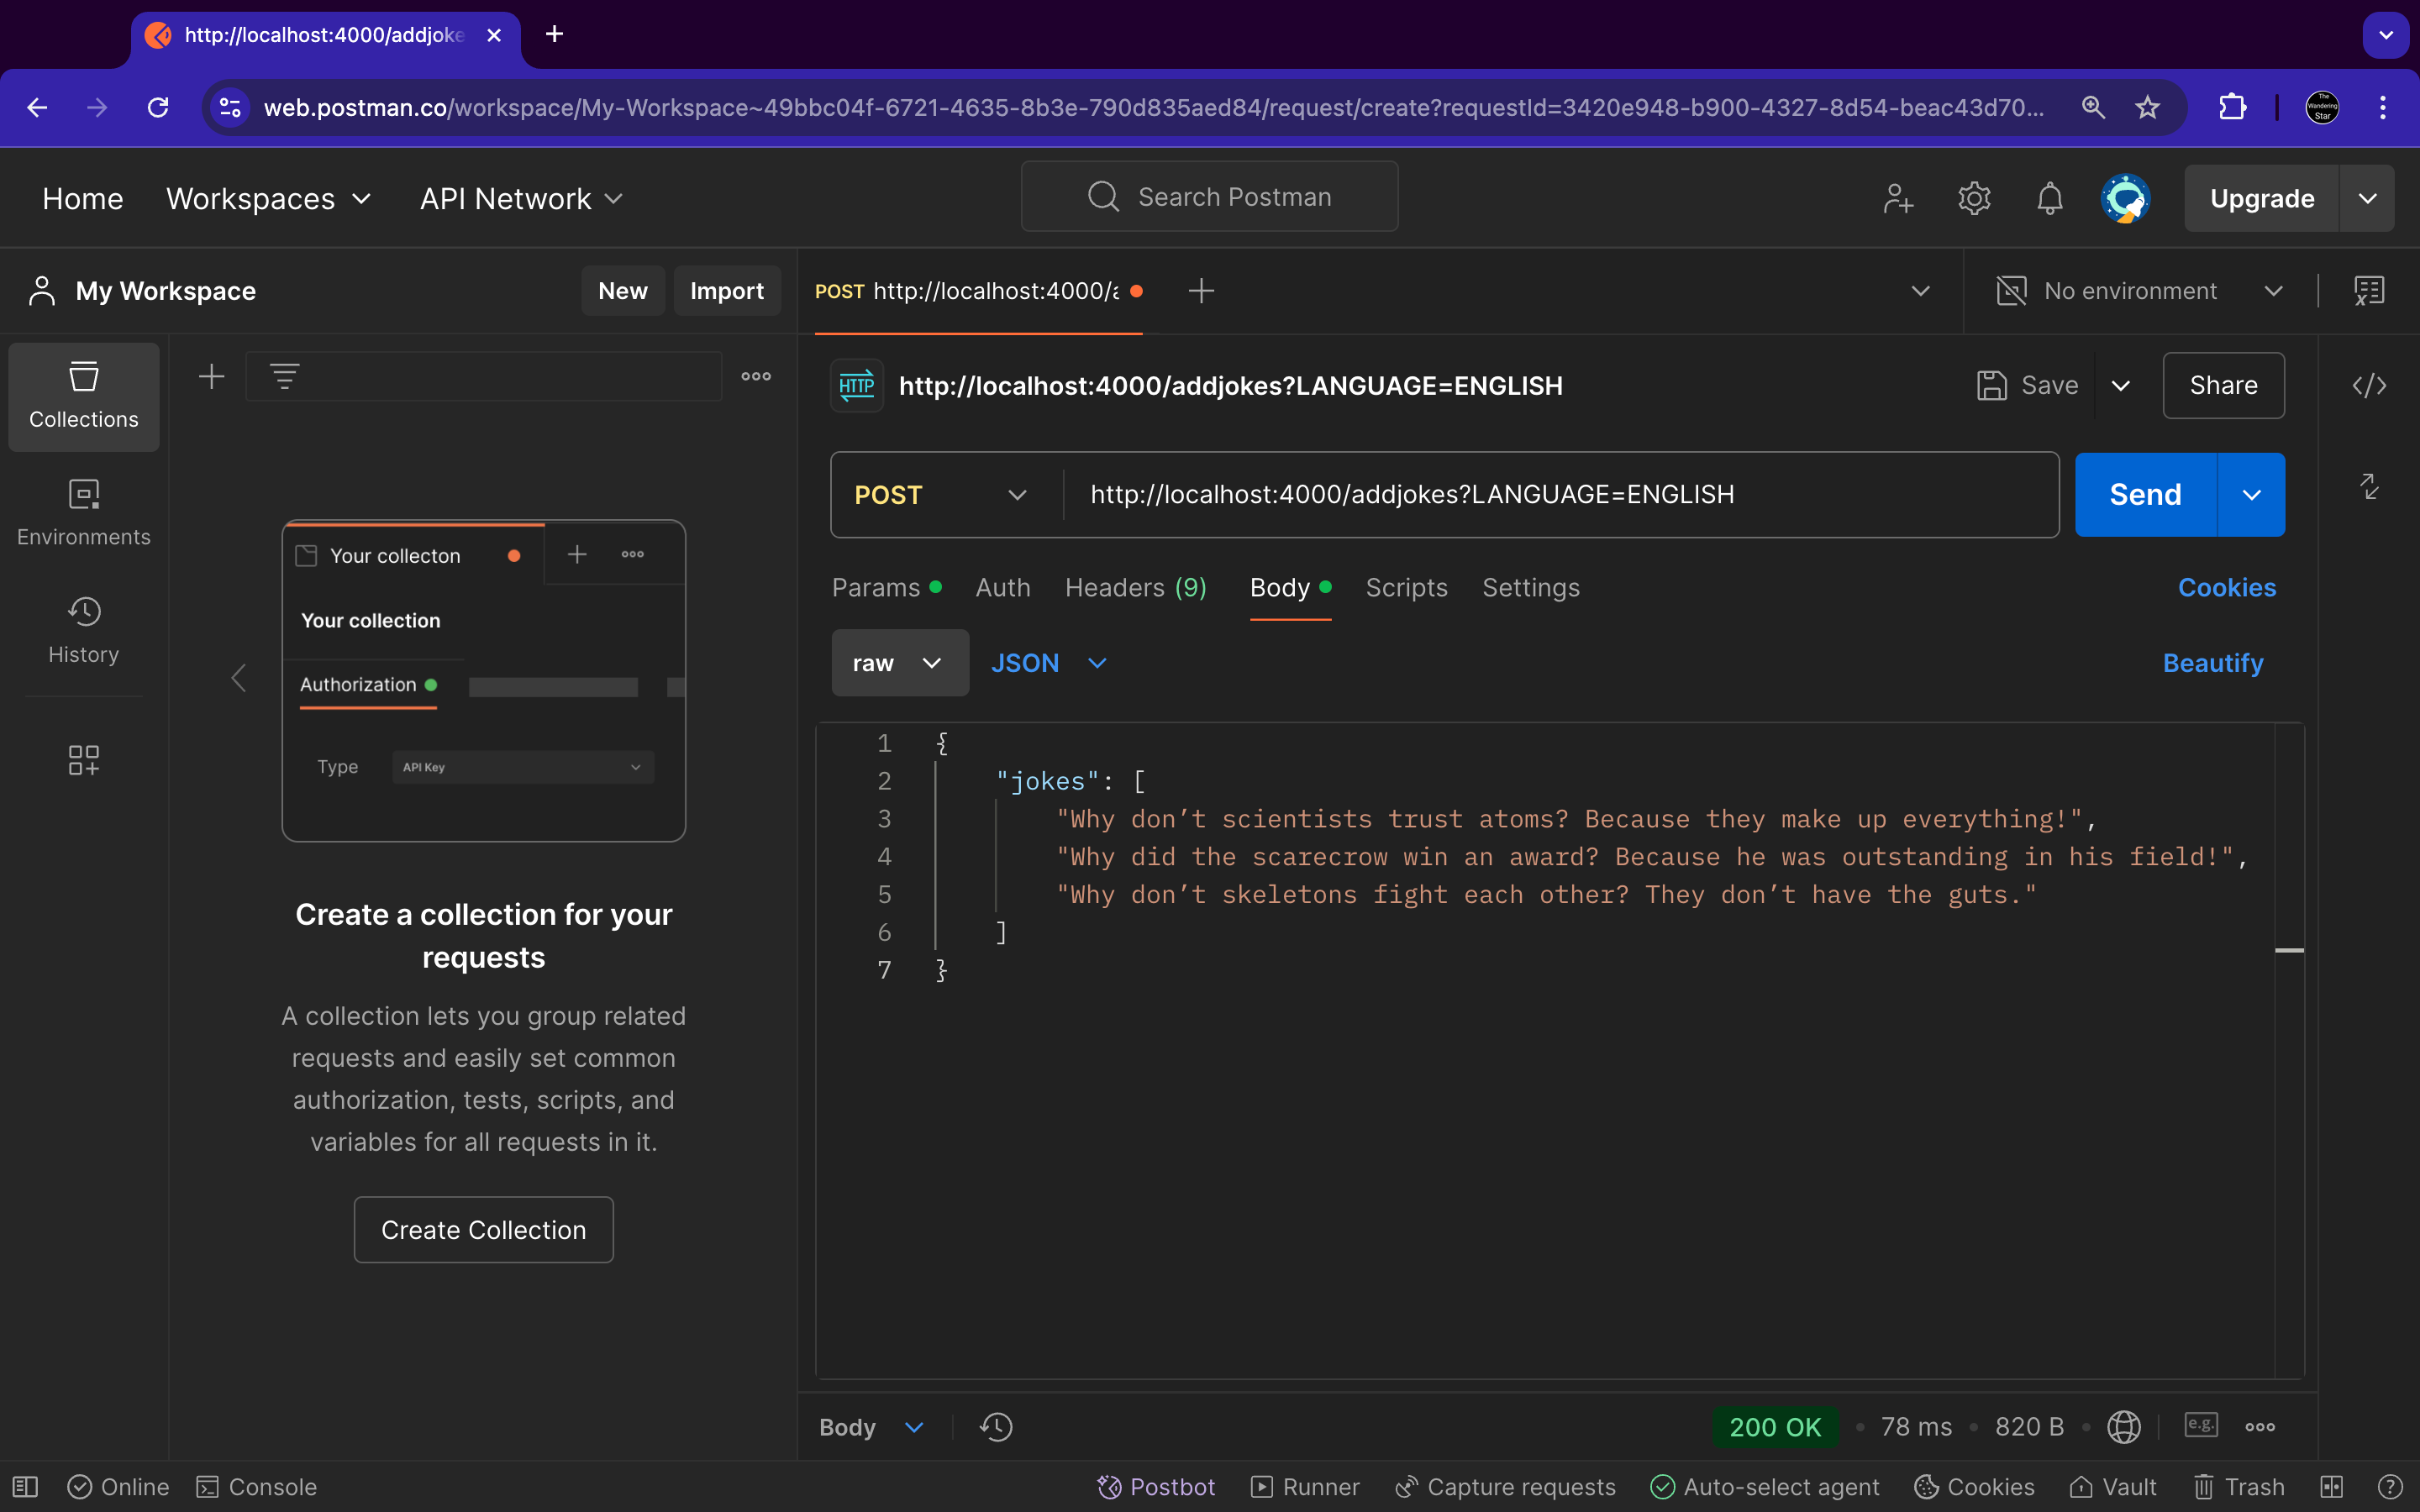 http://localhost:4000/addjoke
web.postman.co/workspace/My-Workspace~49bbc04f-6721-4635-8b3e-790d835aed84/request/create?requestId=3420e948-b900-4327-8d54-beac43d70...
The Wandering Star
Home Workspaces API Network Search Postman Upgrade
My Workspace New Import POST http://localhost:4000/a No environment
Collections
HTTP http://localhost:4000/addjokes?LANGUAGE=ENGLISH Save Share
Environments
POST http://localhost:4000/addjokes?LANGUAGE=ENGLISH Send
History
Your collecton
Your collection
Authorization
Type API Key
Create a collection for your
requests
A collection lets you group related
requests and easily set common
authorization, tests, scripts, and
variables for all requests in it.
Create Collection
Params Auth Headers (9) Body Scripts Settings Cookies
raw JSON Beautify
1 {
2 "jokes": [
3 "Why don’t scientists trust atoms? Because they make up everything!",
4 "Why did the scarecrow win an award? Because he was outstanding in his field!",
5 "Why don’t skeletons fight each other? They don’t have the guts."
6 ]
7 }
Body 200 OK 78 ms 820 B e.g.
Online Console Postbot Runner Capture requests Auto-select agent Cookies Vault Trash